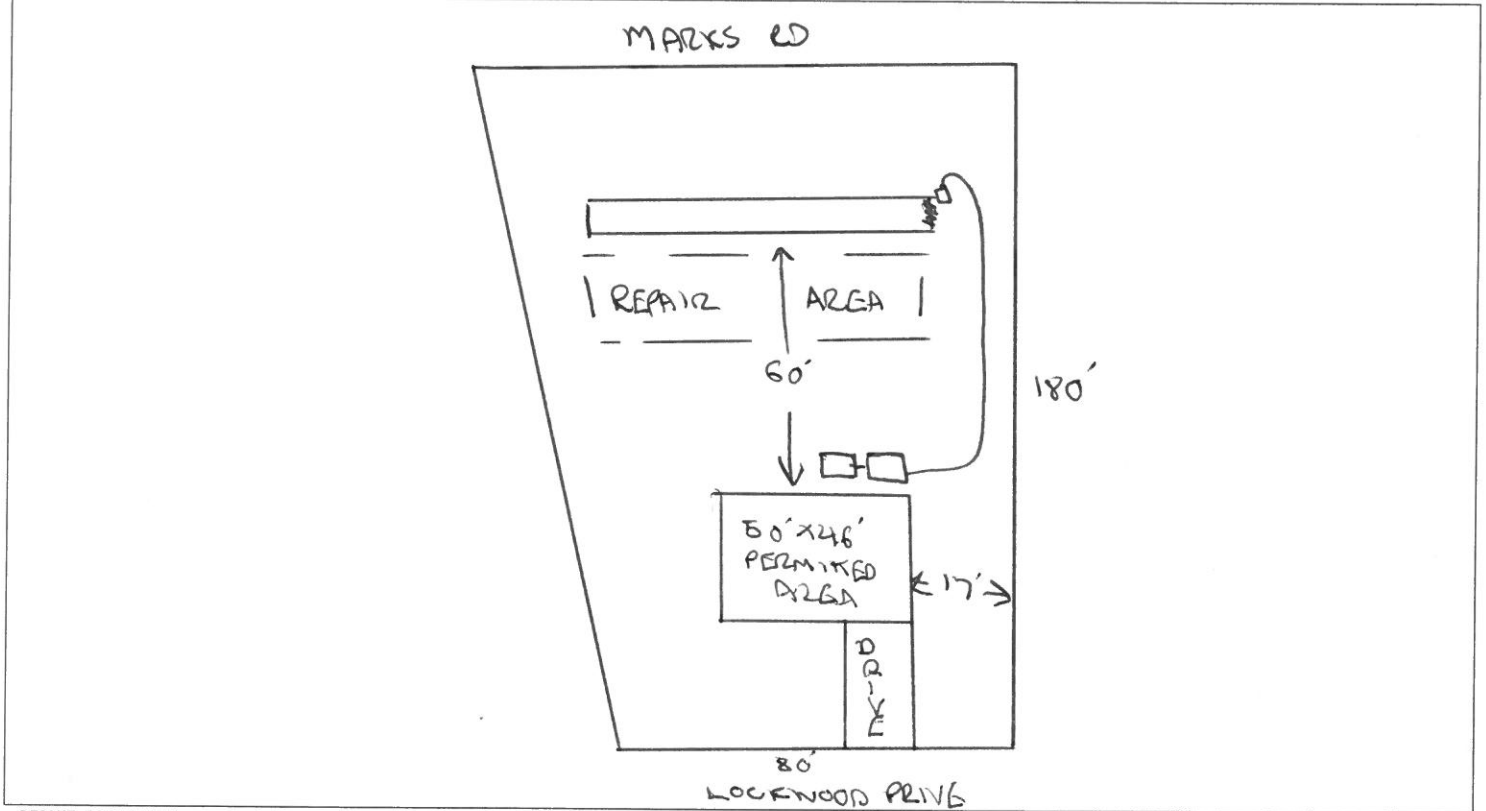 MARKS RD
REPAIR AREA
60'
180'
50'X46'
PERMITTED
AREA
17'
DRIVE
80'
LOCKWOOD DRIVE